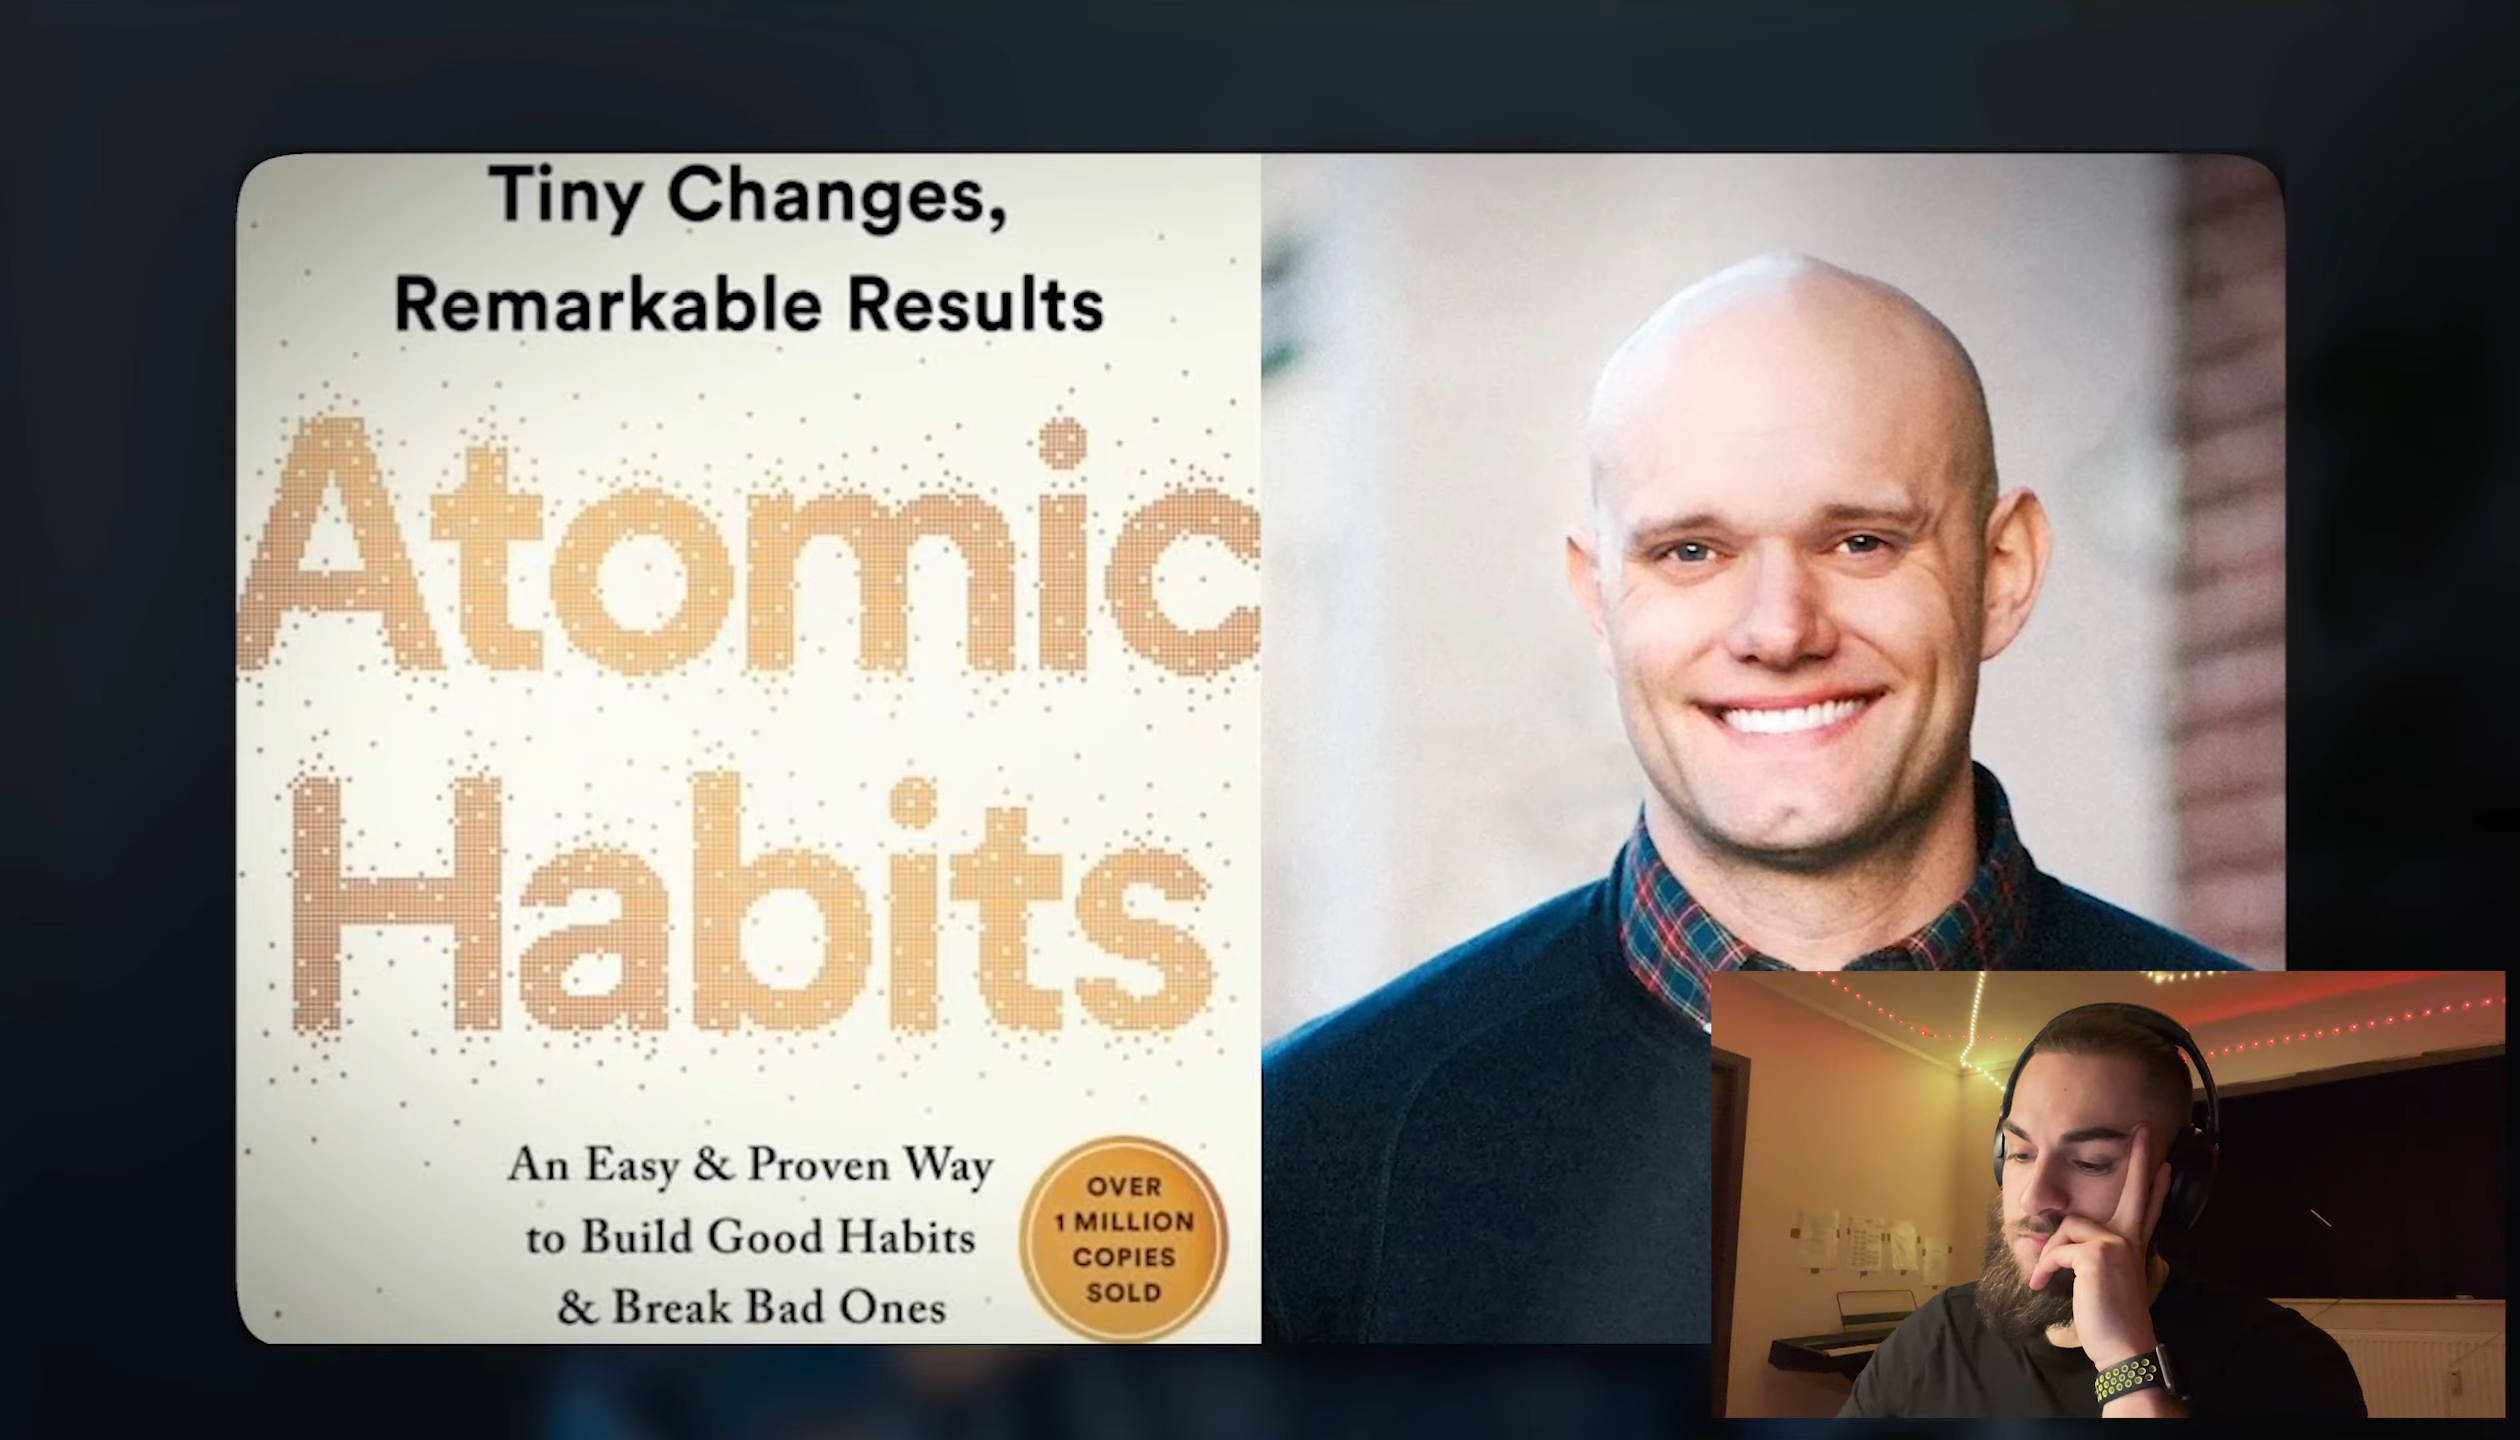 Tiny Changes,
Remarkable Results
Atomic
Habits
An Easy & Proven Way
to Build Good Habits
& Break Bad Ones
OVER
1 MILLION
COPIES
SOLD